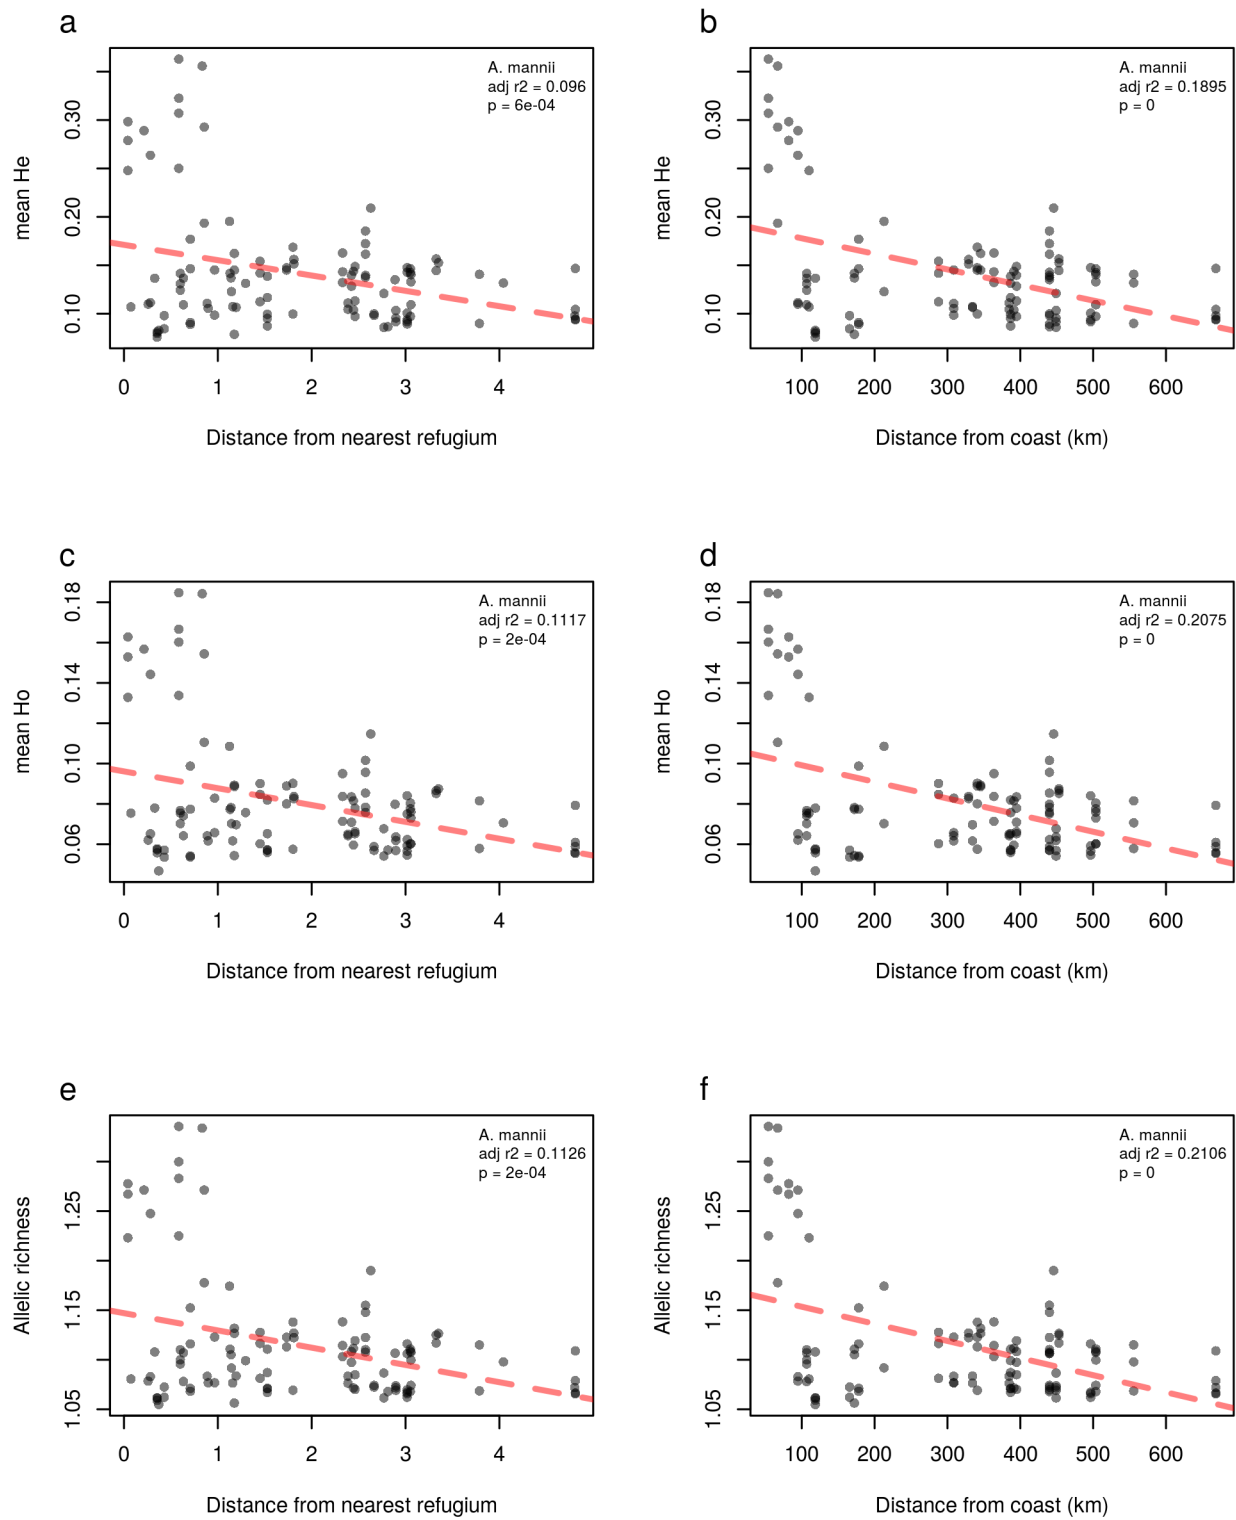 a
A. mannii
adj r2 = 0.096
p = 6e-04
mean He
0.10
0.20
0.30
0
1
2
3
4
Distance from nearest refugium
b
A. mannii
adj r2 = 0.1895
p = 0
mean He
0.10
0.20
0.30
100
200
300
400
500
600
Distance from coast (km)
c
A. mannii
adj r2 = 0.1117
p = 2e-04
mean Ho
0.06
0.10
0.14
0.18
0
1
2
3
4
Distance from nearest refugium
d
A. mannii
adj r2 = 0.2075
p = 0
mean Ho
0.06
0.10
0.14
0.18
100
200
300
400
500
600
Distance from coast (km)
e
A. mannii
adj r2 = 0.1126
p = 2e-04
Allelic richness
1.05
1.15
1.25
0
1
2
3
4
Distance from nearest refugium
f
A. mannii
adj r2 = 0.2106
p = 0
Allelic richness
1.05
1.15
1.25
100
200
300
400
500
600
Distance from coast (km)